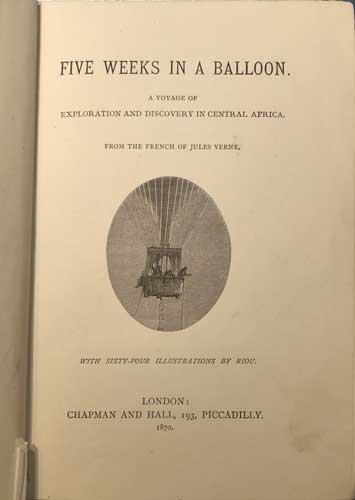 FIVE WEEKS IN A BALLOON.
A VOYAGE OF
EXPLORATION AND DISCOVERY IN CENTRAL AFRICA.
FROM THE FRENCH OF JULES VERNE,
WITH SIXTY-FOUR ILLUSTRATIONS BY RIOU.
LONDON:
CHAPMAN AND HALL, 193, PICCADILLY.
1870.